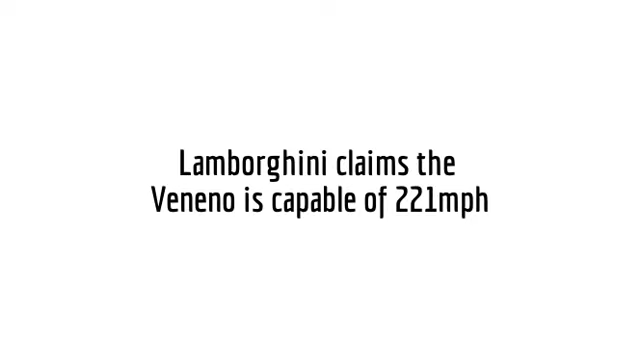 Lamborghini claims the
Veneno is capable of 221mph